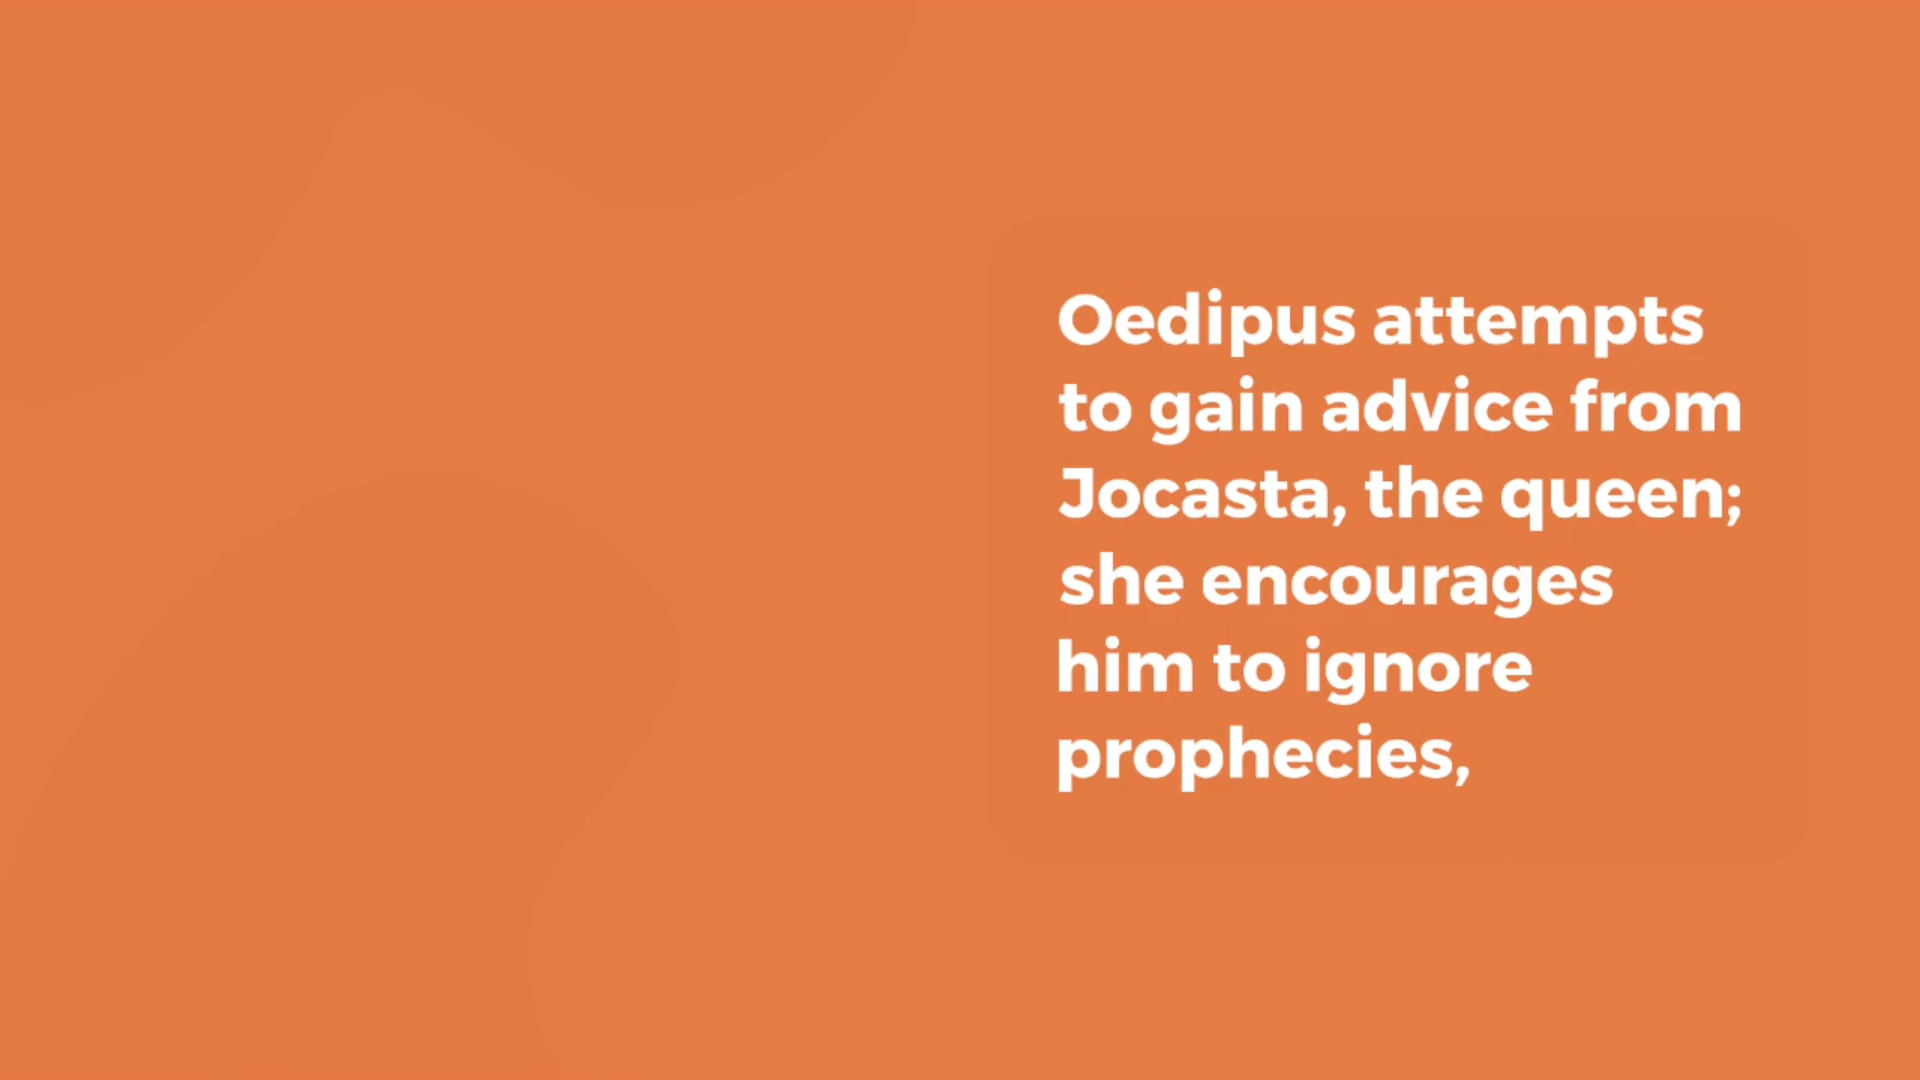 Oedipus attempts
to gain advice from
Jocasta, the queen;
she encourages
him to ignore
prophecies,